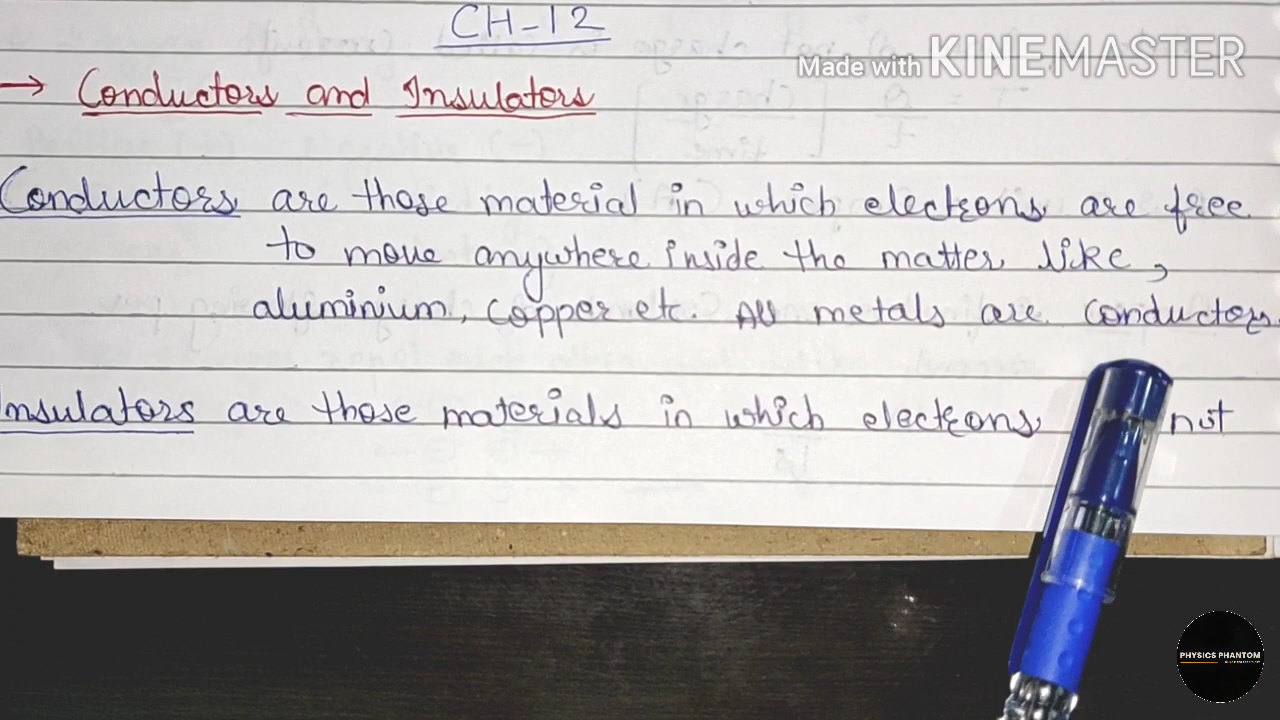 CH-12
Made with KINEMASTER
→ Conductors and Insulators
Conductors are those material in which electrons are free
to move anywhere inside the matter like,
aluminium, copper etc. All metals are conductors.
Insulators are those materials in which electrons not
PHYSICS PHANTOM